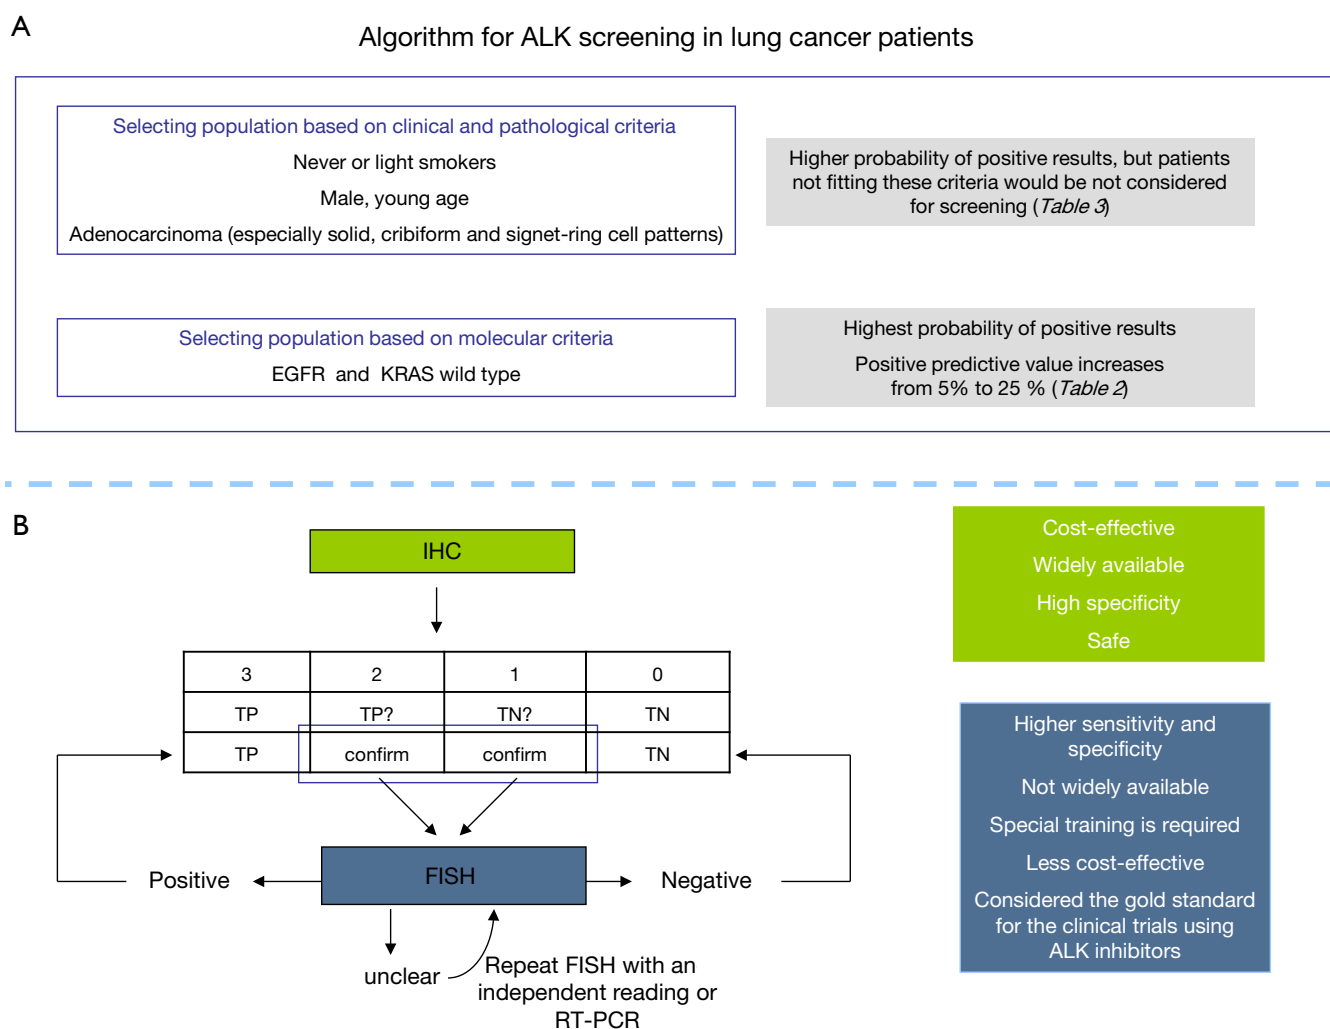 A
Algorithm for ALK screening in lung cancer patients
Selecting population based on clinical and pathological criteria
Never or light smokers
Male, young age
Adenocarcinoma (especially solid, cribiform and signet-ring cell patterns)
Higher probability of positive results, but patients
not fitting these criteria would be not considered
for screening (Table 3)
Selecting population based on molecular criteria
EGFR and KRAS wild type
Highest probability of positive results
Positive predictive value increases
from 5% to 25 % (Table 2)
B
IHC
3 2 1 0
TP TP? TN? TN
TP confirm confirm TN
Positive
FISH
Negative
unclear
Repeat FISH with an
independent reading or
RT-PCR
Cost-effective
Widely available
High specificity
Safe
Higher sensitivity and
specificity
Not widely available
Special training is required
Less cost-effective
Considered the gold standard
for the clinical trials using
ALK inhibitors